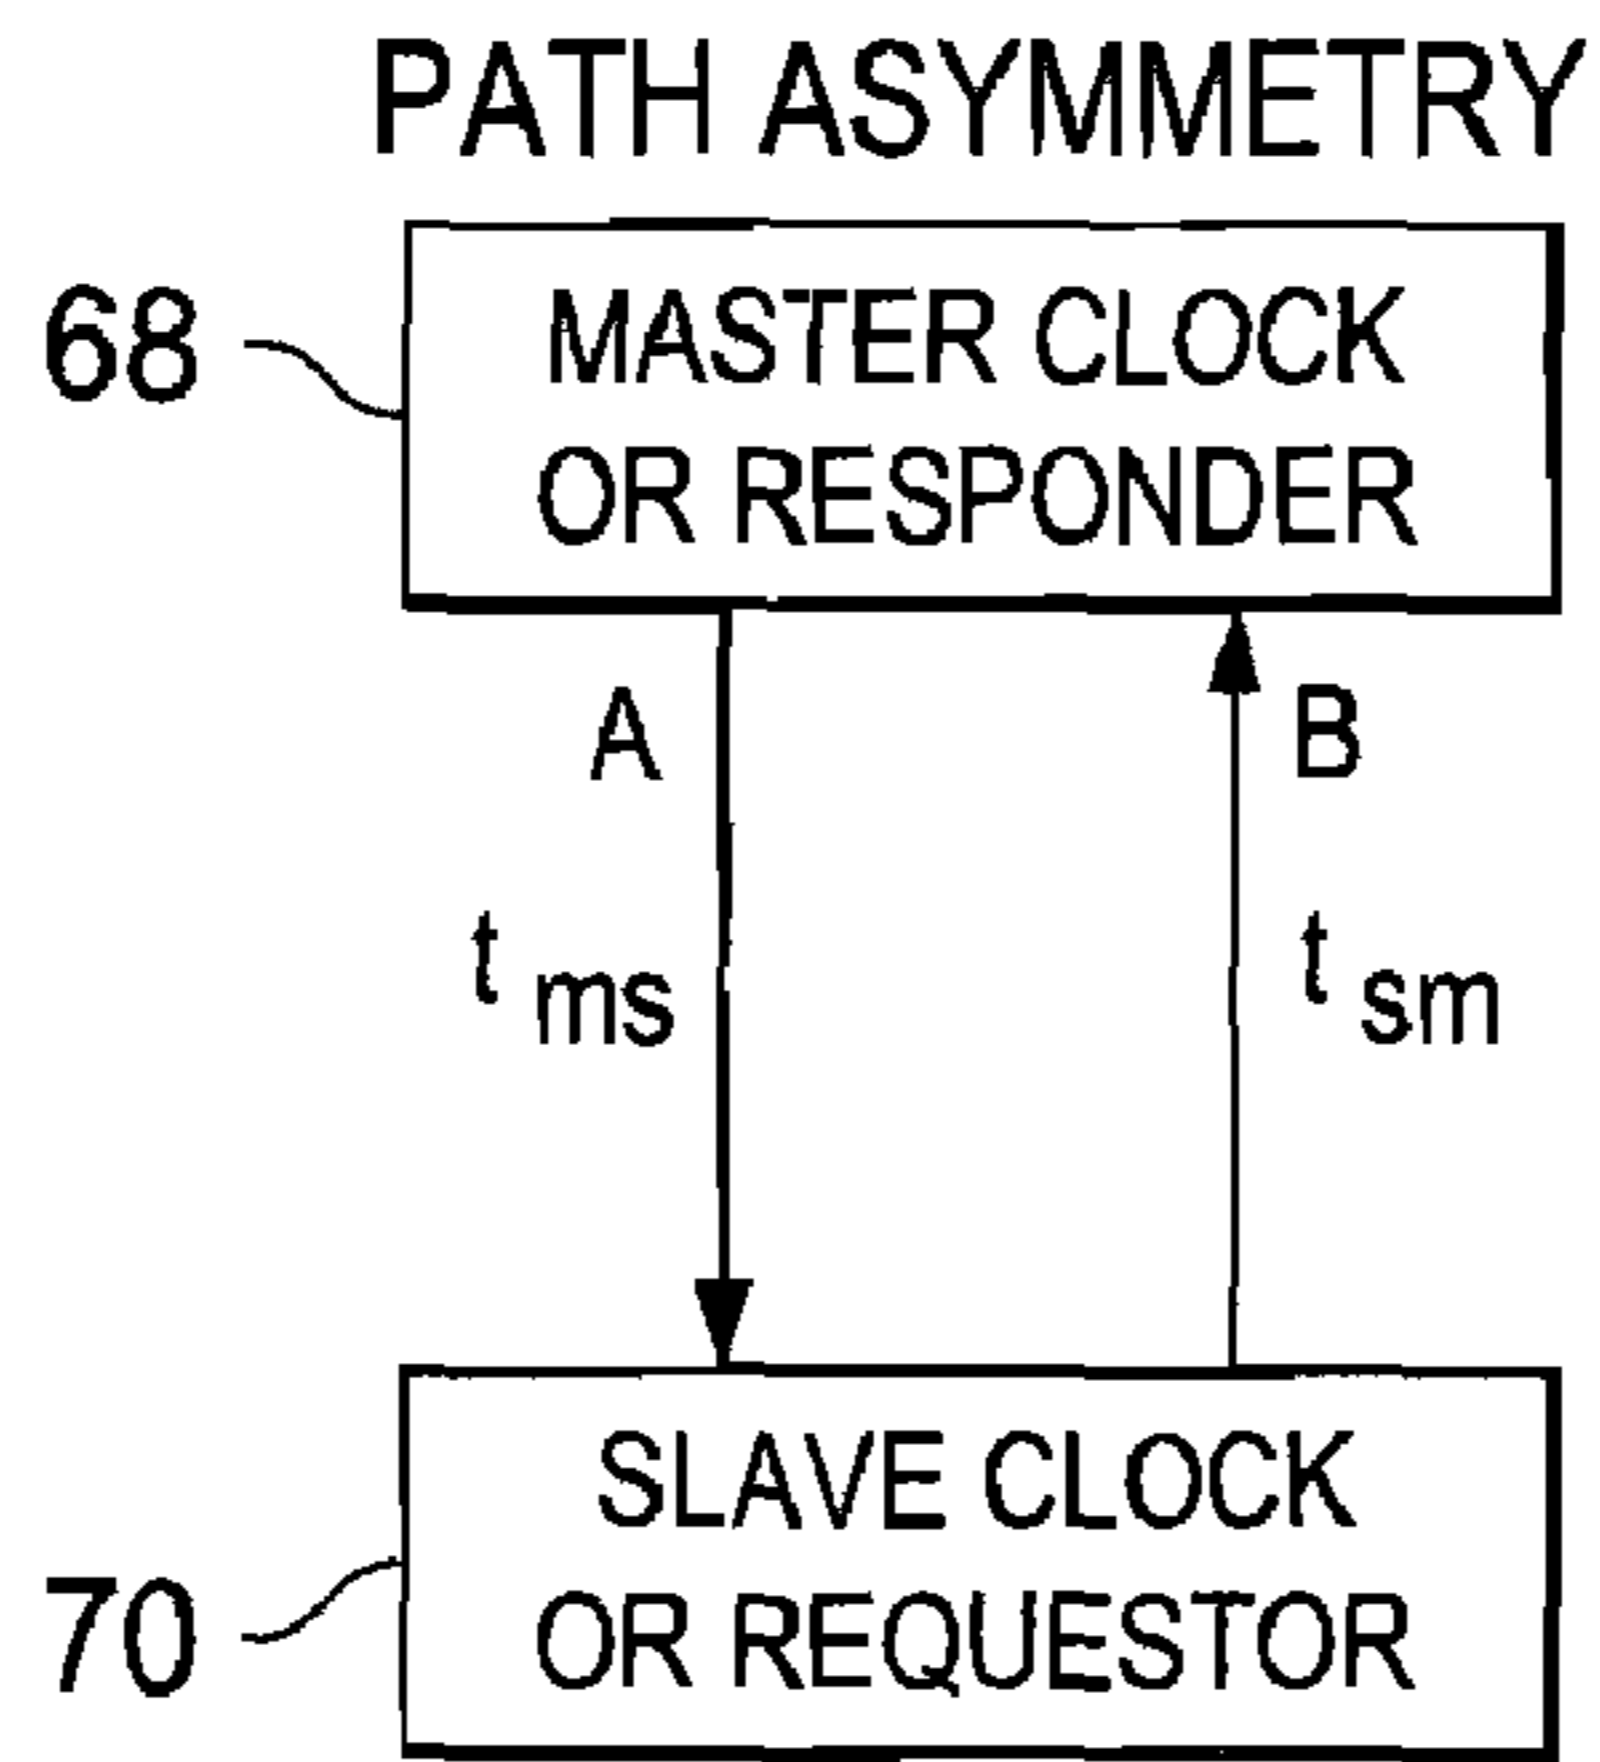 PATH ASYMMETRY
68
MASTER CLOCK
OR RESPONDER
A
B
t ms
t sm
70
SLAVE CLOCK
OR REQUESTOR